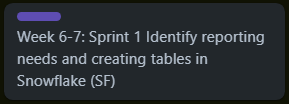 Week 6-7: Sprint 1 Identify reporting
needs and creating tables in
Snowflake (SF)